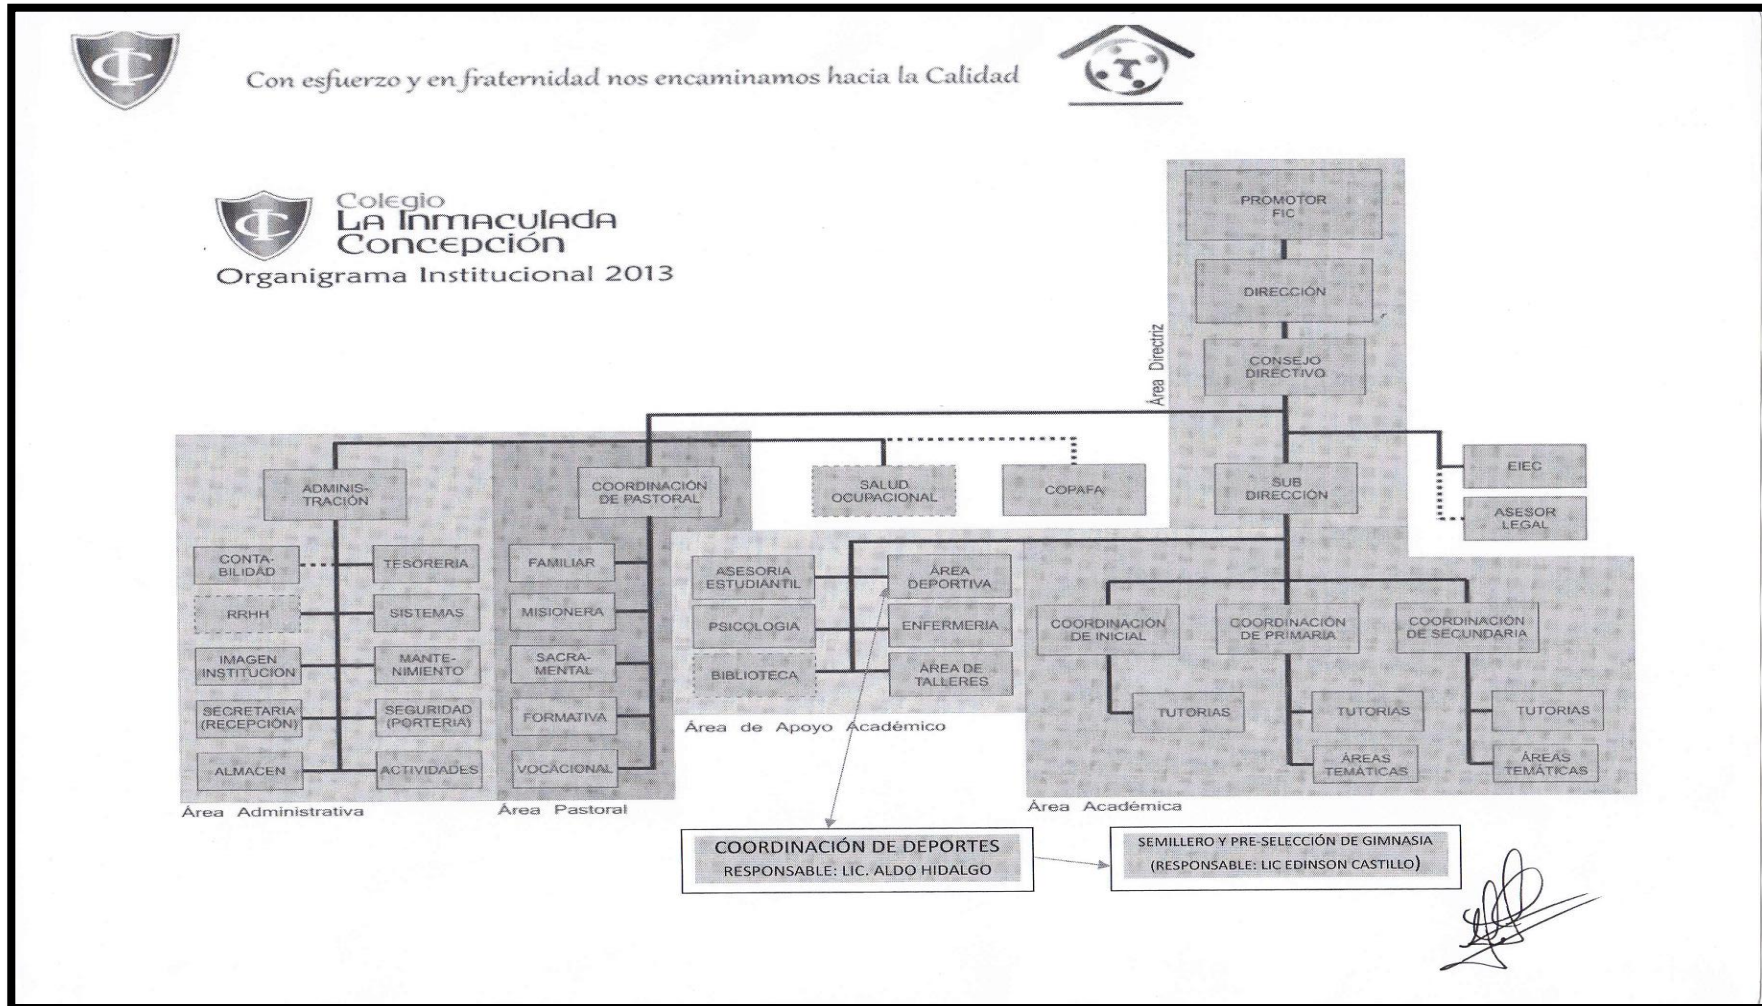 Con esfuerzo y en fraternidad nos encaminamos hacia la Calidad
Colegio
La Inmaculada
Concepción
Organigrama Institucional 2013
PROMOTOR
FIC
DIRECCIÓN
CONSEJO
DIRECTIVO
Área Directriz
ADMINIS-
TRACIÓN
COORDINACIÓN
DE PASTORAL
SALUD
OCUPACIONAL
COPAFA
SUB
DIRECCIÓN
EIEC
ASESOR
LEGAL
CONTA-
BILIDAD
TESORERIA
RRHH
SISTEMAS
IMAGEN
INSTITUCIÓN
MANTE-
NIMIENTO
SECRETARIA
(RECEPCIÓN)
SEGURIDAD
(PORTERIA)
ALMACEN
ACTIVIDADES
Área Administrativa
FAMILIAR
MISIONERA
SACRA-
MENTAL
FORMATIVA
VOCACIONAL
Área Pastoral
ASESORIA
ESTUDIANTIL
ÁREA
DEPORTIVA
PSICOLOGIA
ENFERMERIA
BIBLIOTECA
ÁREA DE
TALLERES
Área de Apoyo Académico
COORDINACIÓN
DE INICIAL
COORDINACIÓN
DE PRIMARIA
COORDINACIÓN
DE SECUNDARIA
TUTORIAS
TUTORIAS
TUTORIAS
ÁREAS
TEMÁTICAS
ÁREAS
TEMÁTICAS
Área Académica
COORDINACIÓN DE DEPORTES
RESPONSABLE: LIC. ALDO HIDALGO
SEMILLERO Y PRE-SELECCIÓN DE GIMNASIA
(RESPONSABLE: LIC EDINSON CASTILLO)